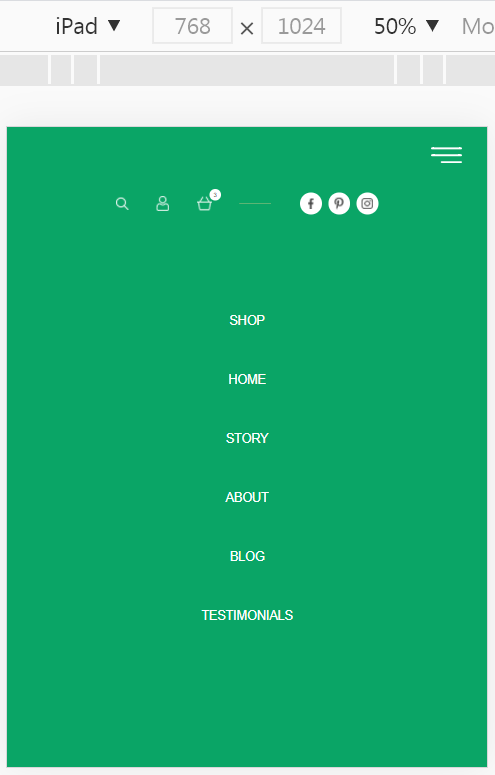 iPad ▼ 768 × 1024 50% ▼ Mo
3
SHOP
HOME
STORY
ABOUT
BLOG
TESTIMONIALS